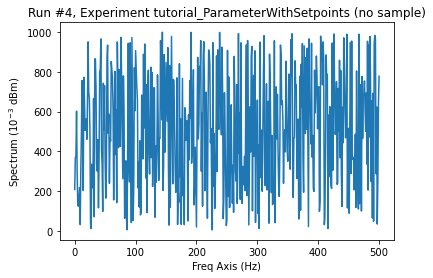 Run #4, Experiment tutorial_ParameterWithSetpoints (no sample)
1000
800
600
400
200
0
Spectrum (10⁻³ dBm)
0 100 200 300 400 500
Freq Axis (Hz)